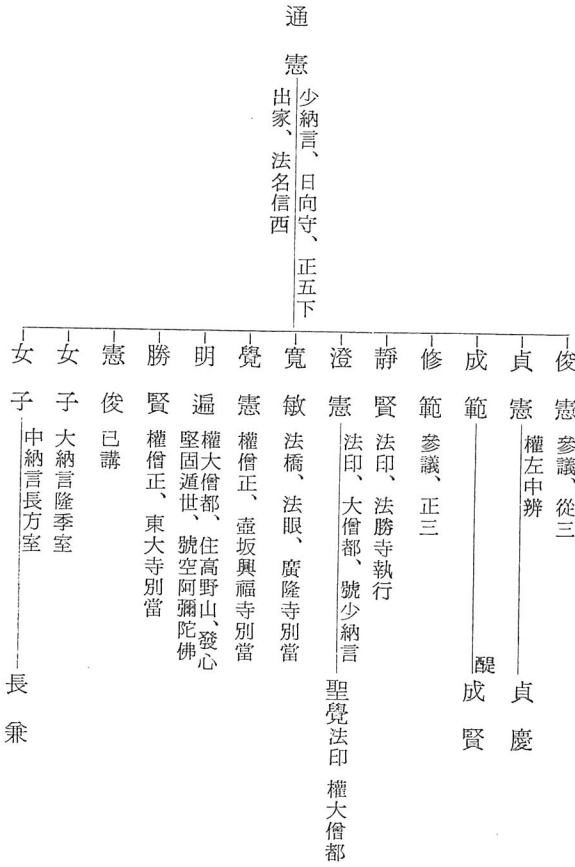 通憲
少納言、日向守、正五下
出家、法名信西
俊憲 參議、從三
貞憲 權左中辨 貞慶
成範 醍 成賢
修範 參議、正三
靜賢 法印、法勝寺執行
澄憲 法印、大僧都、號少納言 聖覺 法印 權大僧都
寬敏 法橋、法眼、廣隆寺別當
覺憲 權僧正、壺坂興福寺別當
明遍 權大僧都、住高野山、發心
堅固遁世、號空阿彌陀佛
勝賢 權僧正、東大寺別當
憲俊 已講
女子 大納言隆季室
女子 中納言長方室 長兼